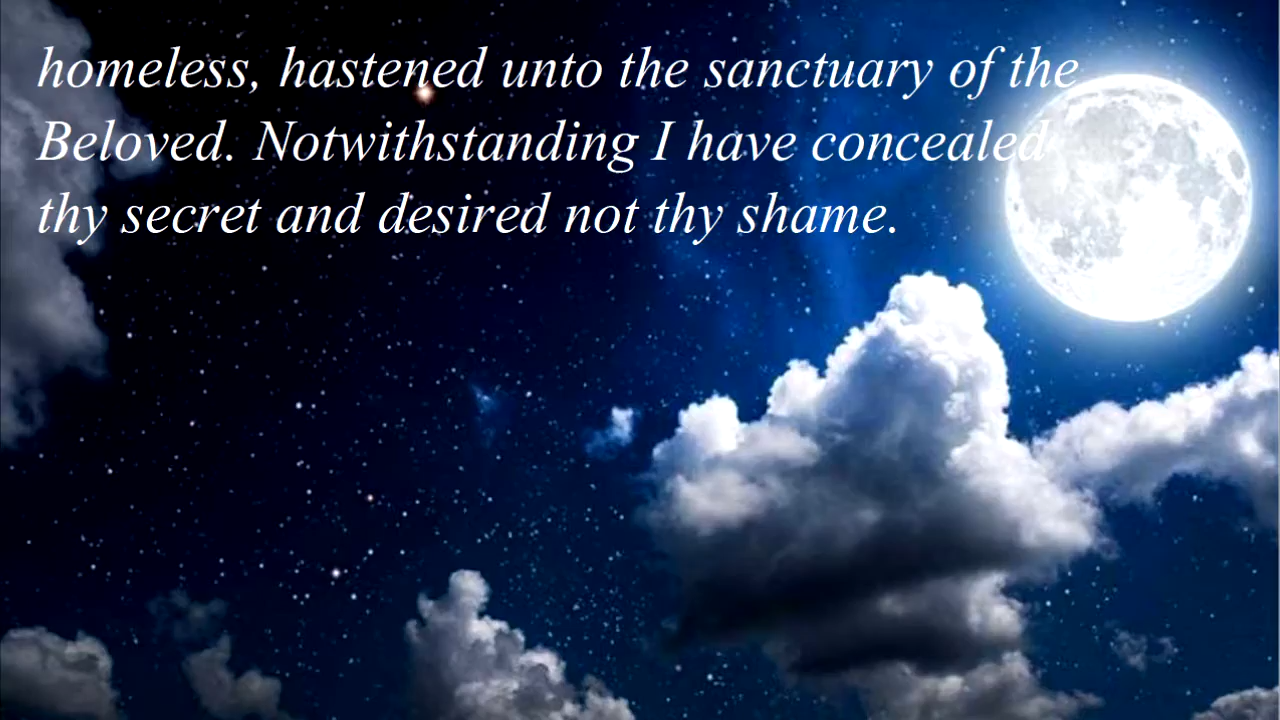 homeless, hastened unto the sanctuary of the
Beloved. Notwithstanding I have concealed
thy secret and desired not thy shame.